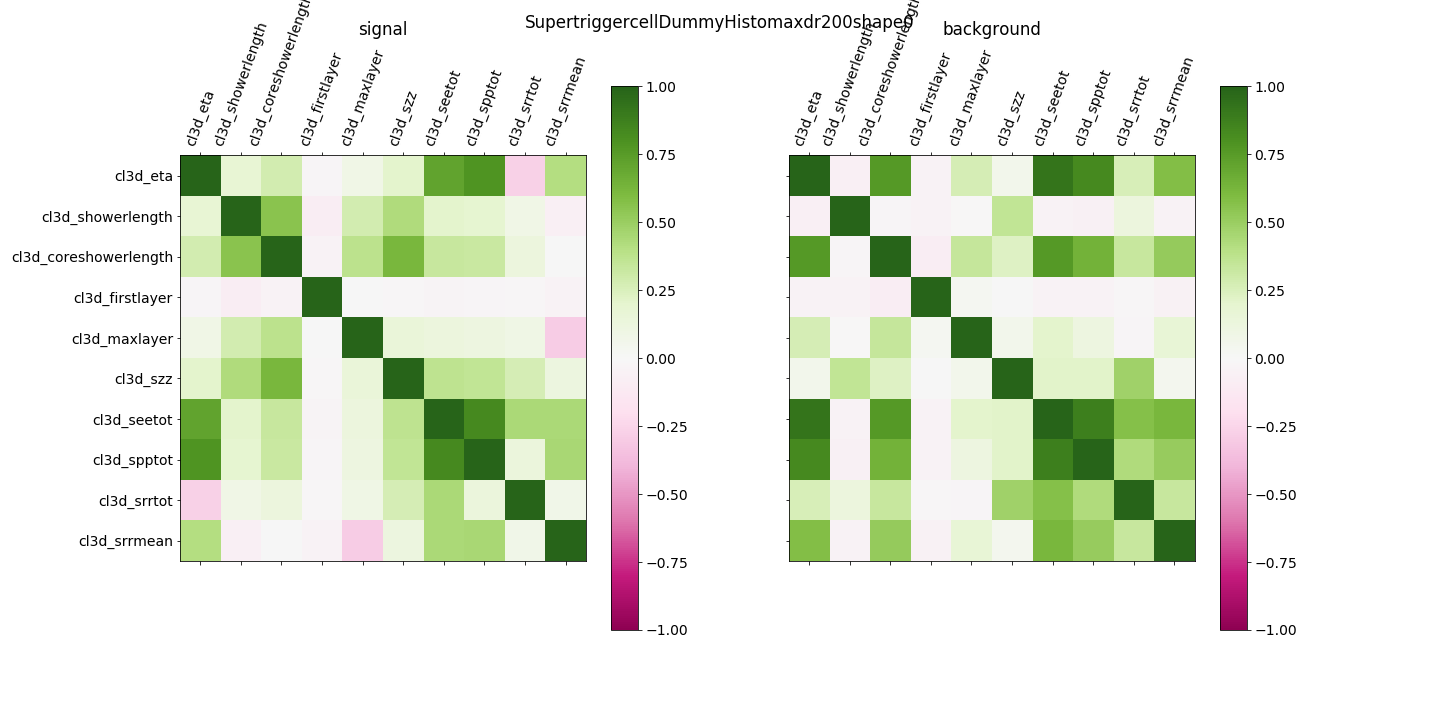 SupertriggercellDummyHistomaxdr200shapeo
signal
background
cl3d_eta
cl3d_showerlength
cl3d_coreshowerlength
cl3d_firstlayer
cl3d_maxlayer
cl3d_szz
cl3d_seetot
cl3d_spptot
cl3d_srrtot
cl3d_srrmean
cl3d_eta
cl3d_showerlength
cl3d_coreshowerlength
cl3d_firstlayer
cl3d_maxlayer
cl3d_szz
cl3d_seetot
cl3d_spptot
cl3d_srrtot
cl3d_srrmean
cl3d_eta
cl3d_showerlength
cl3d_coreshowerlength
cl3d_firstlayer
cl3d_maxlayer
cl3d_szz
cl3d_seetot
cl3d_spptot
cl3d_srrtot
cl3d_srrmean
1.00
0.75
0.50
0.25
0.00
−0.25
−0.50
−0.75
−1.00
1.00
0.75
0.50
0.25
0.00
−0.25
−0.50
−0.75
−1.00